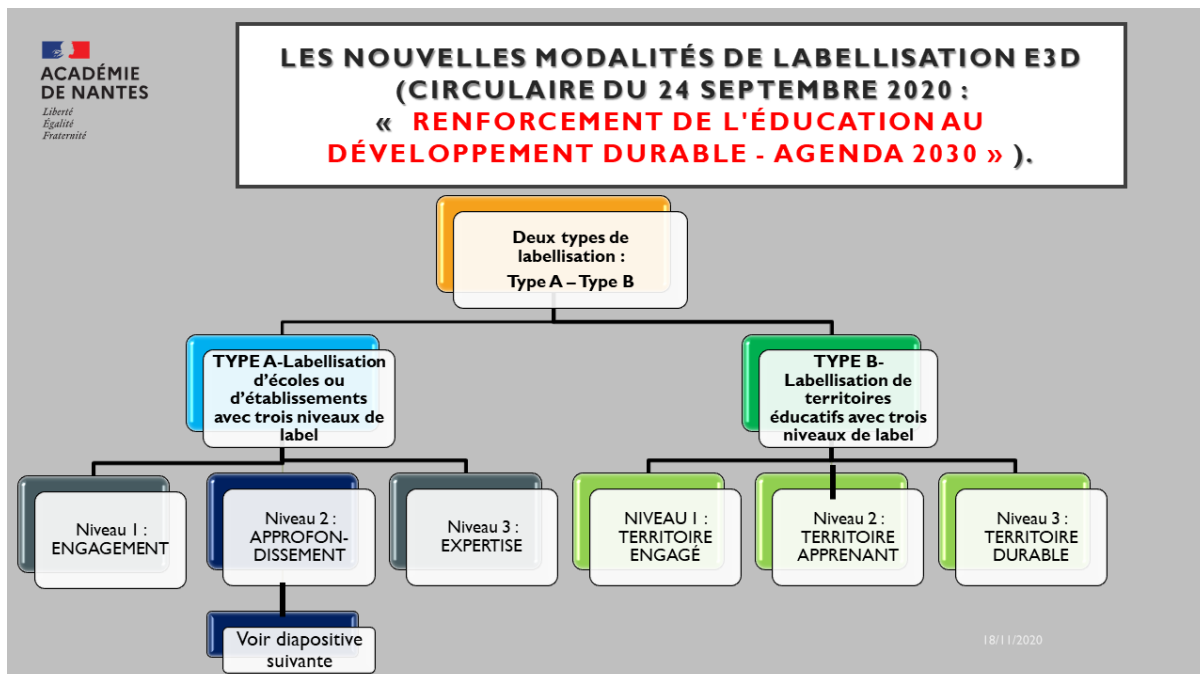 ACADÉMIE
DE NANTES
Liberté
Égalité
Fraternité
LES NOUVELLES MODALITÉS DE LABELLISATION E3D
(CIRCULAIRE DU 24 SEPTEMBRE 2020 :
« RENFORCEMENT DE L'ÉDUCATION AU
DÉVELOPPEMENT DURABLE - AGENDA 2030 » ).
Deux types de
labellisation :
Type A – Type B
TYPE A-Labellisation
d'écoles ou
d'établissements
avec trois niveaux de
label
TYPE B-
Labellisation de
territoires
éducatifs avec trois
niveaux de label
Niveau 1 :
ENGAGEMENT
Niveau 2 :
APPROFON-
DISSEMENT
Niveau 3 :
EXPERTISE
NIVEAU 1 :
TERRITOIRE
ENGAGÉ
Niveau 2 :
TERRITOIRE
APPRENANT
Niveau 3 :
TERRITOIRE
DURABLE
Voir diapositive
suivante
18/11/2020